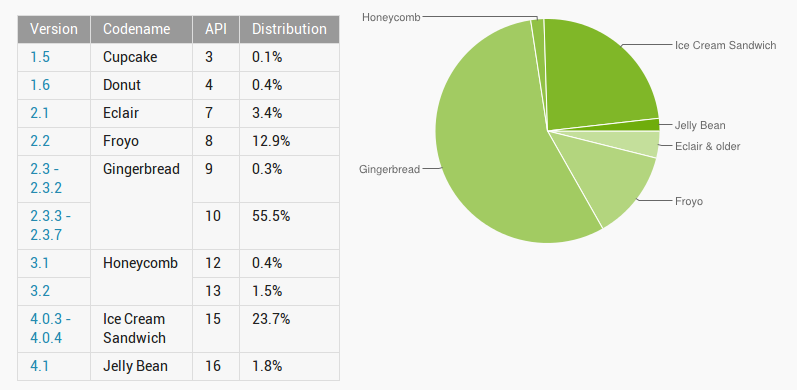 Version Codename API Distribution
1.5 Cupcake 3 0.1%
1.6 Donut 4 0.4%
2.1 Eclair 7 3.4%
2.2 Froyo 8 12.9%
2.3 - Gingerbread 9 0.3%
2.3.2
2.3.3 - 10 55.5%
2.3.7
3.1 Honeycomb 12 0.4%
3.2 13 1.5%
4.0.3 - Ice Cream 15 23.7%
4.0.4 Sandwich
4.1 Jelly Bean 16 1.8%
Honeycomb
Ice Cream Sandwich
Jelly Bean
Eclair & older
Gingerbread
Froyo